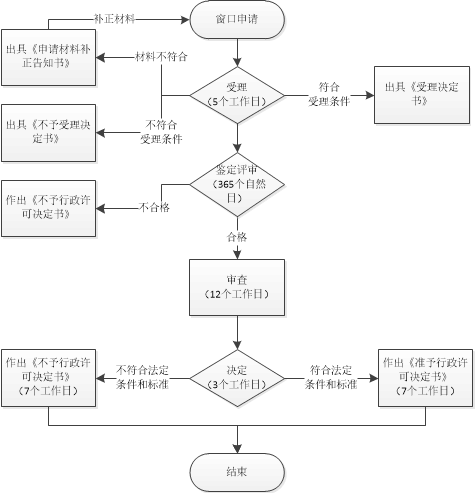 补正材料
窗口申请
出具《申请材料补
正告知书》
材料不符合
受理
（5个工作日）
符合
受理条件
出具《受理决定
书》
出具《不予受理决
定书》
不符合
受理条件
鉴定评审
（365个自然
日）
作出《不予行政许
可决定书》
不合格
合格
审查
（12个工作日）
作出《不予行政许
可决定书》
（7个工作日）
不符合法定
条件和标准
决定
（3个工作日）
符合法定
条件和标准
作出《准予行政许
可决定书》
（7个工作日）
结束